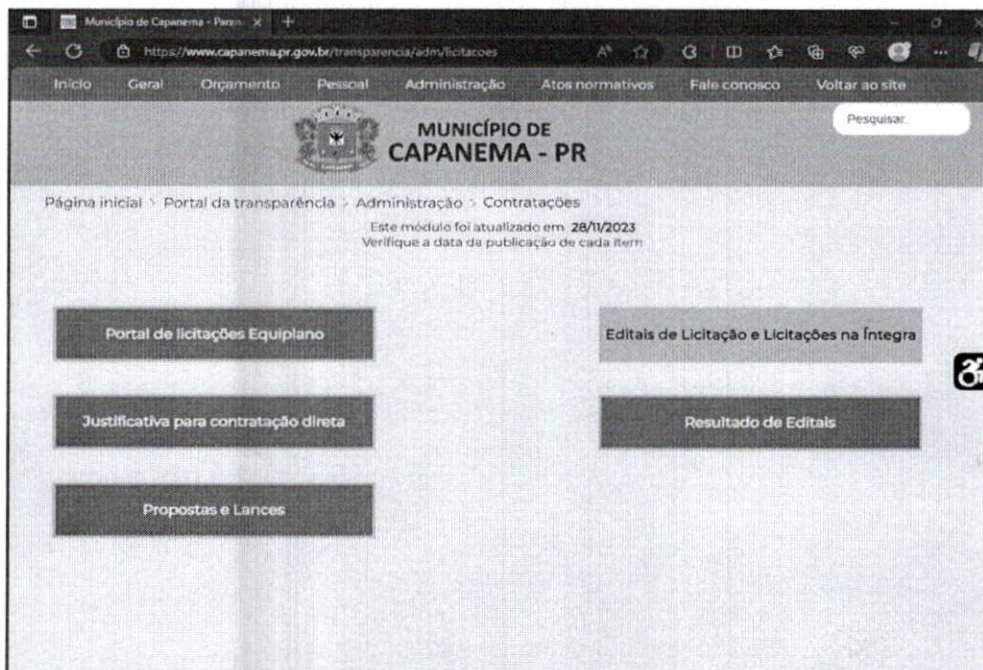 Município de Capanema - Paran
https://www.capanema.pr.gov.br/transparencia/adm/licitacoes
Início Geral Orçamento Pessoal Administração Atos normativos Fale conosco Voltar ao site
Pesquisar..
MUNICÍPIO DE
CAPANEMA - PR
Página inicial > Portal da transparência > Administração > Contratações
Este módulo foi atualizado em 28/11/2023
Verifique a data da publicação de cada item
Portal de licitações Equiplano
Editais de Licitação e Licitações na Íntegra
Justificativa para contratação direta
Resultado de Editais
Propostas e Lances